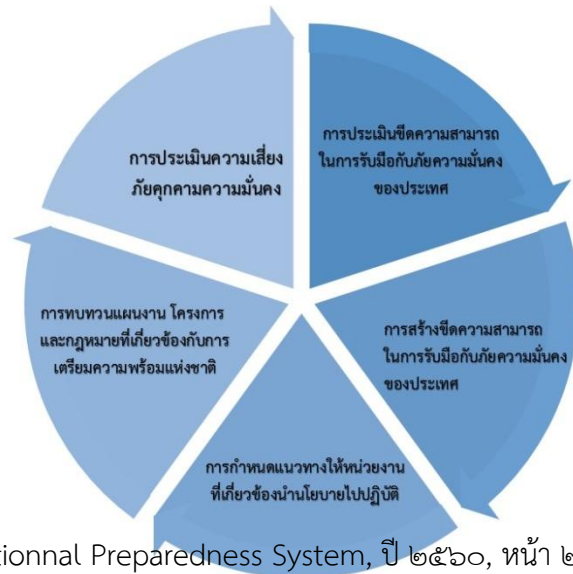 การประเมินความเสี่ยง
ภัยคุกคามความมั่นคง
การประเมินขีดความสามารถ
ในการรับมือกับภัยความมั่นคง
ของประเทศ
การสร้างขีดความสามารถ
ในการรับมือกับภัยความมั่นคง
ของประเทศ
การกำหนดแนวทางให้หน่วยงาน
ที่เกี่ยวข้องนำนโยบายไปปฏิบัติ
การทบทวนแผนงาน โครงการ
และกฎหมายที่เกี่ยวข้องกับการ
เตรียมความพร้อมแห่งชาติ
Preparedness System, ปี ๒๕๖๐, หน้า